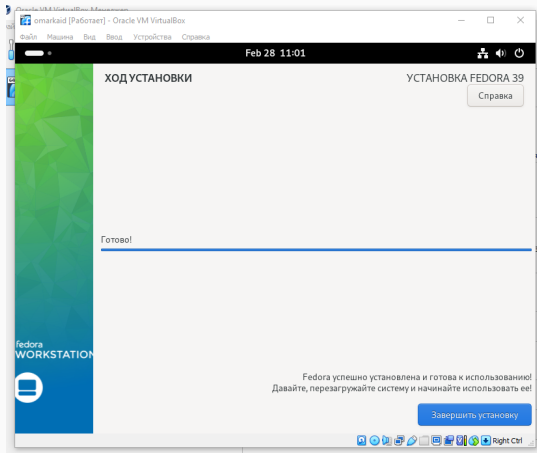 omarkaid [Работает] - Oracle VM VirtualBox
Файл Машина Вид Ввод Устройства Справка
Feb 28 11:01
ХОД УСТАНОВКИ
УСТАНОВКА FEDORA 39
Справка
Готово!
fedora
WORKSTATION
Fedora успешно установлена и готова к использованию!
Давайте, перезагружайте систему и начинайте использовать ее!
Завершить установку
Right Ctrl